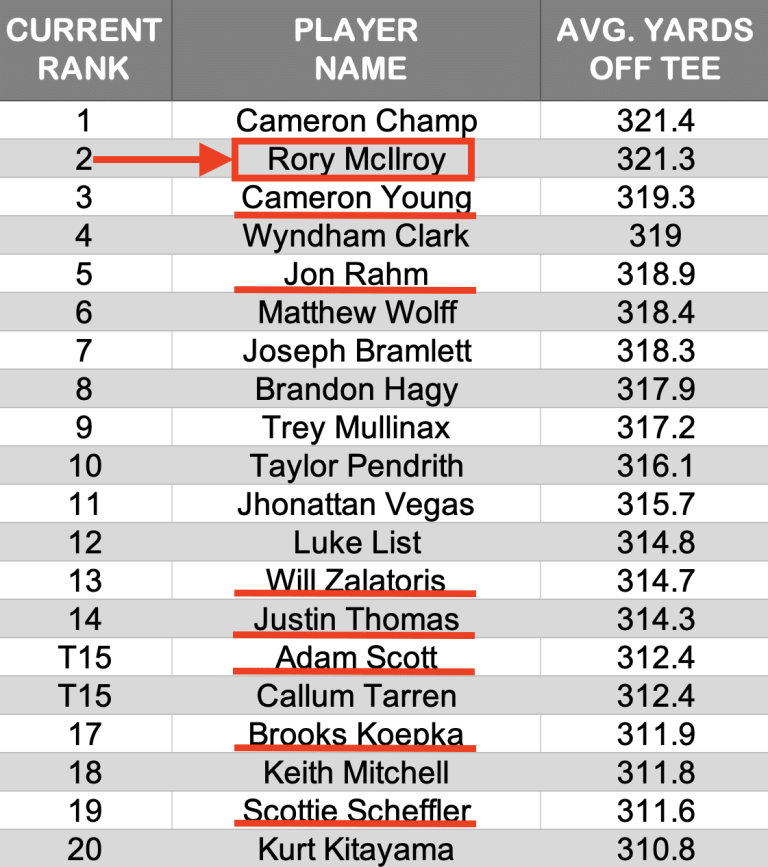 CURRENT RANK PLAYER NAME AVG. YARDS OFF TEE
1 Cameron Champ 321.4
2 Rory McIlroy 321.3
3 Cameron Young 319.3
4 Wyndham Clark 319
5 Jon Rahm 318.9
6 Matthew Wolff 318.4
7 Joseph Bramlett 318.3
8 Brandon Hagy 317.9
9 Trey Mullinax 317.2
10 Taylor Pendrith 316.1
11 Jhonattan Vegas 315.7
12 Luke List 314.8
13 Will Zalatoris 314.7
14 Justin Thomas 314.3
T15 Adam Scott 312.4
T15 Callum Tarren 312.4
17 Brooks Koepka 311.9
18 Keith Mitchell 311.8
19 Scottie Scheffler 311.6
20 Kurt Kitayama 310.8